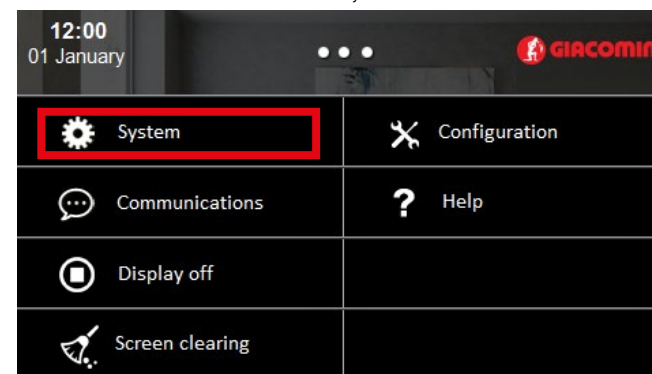 12:00
01 January
GIACOMIN
System
Configuration
Communications
? Help
Display off
Screen clearing